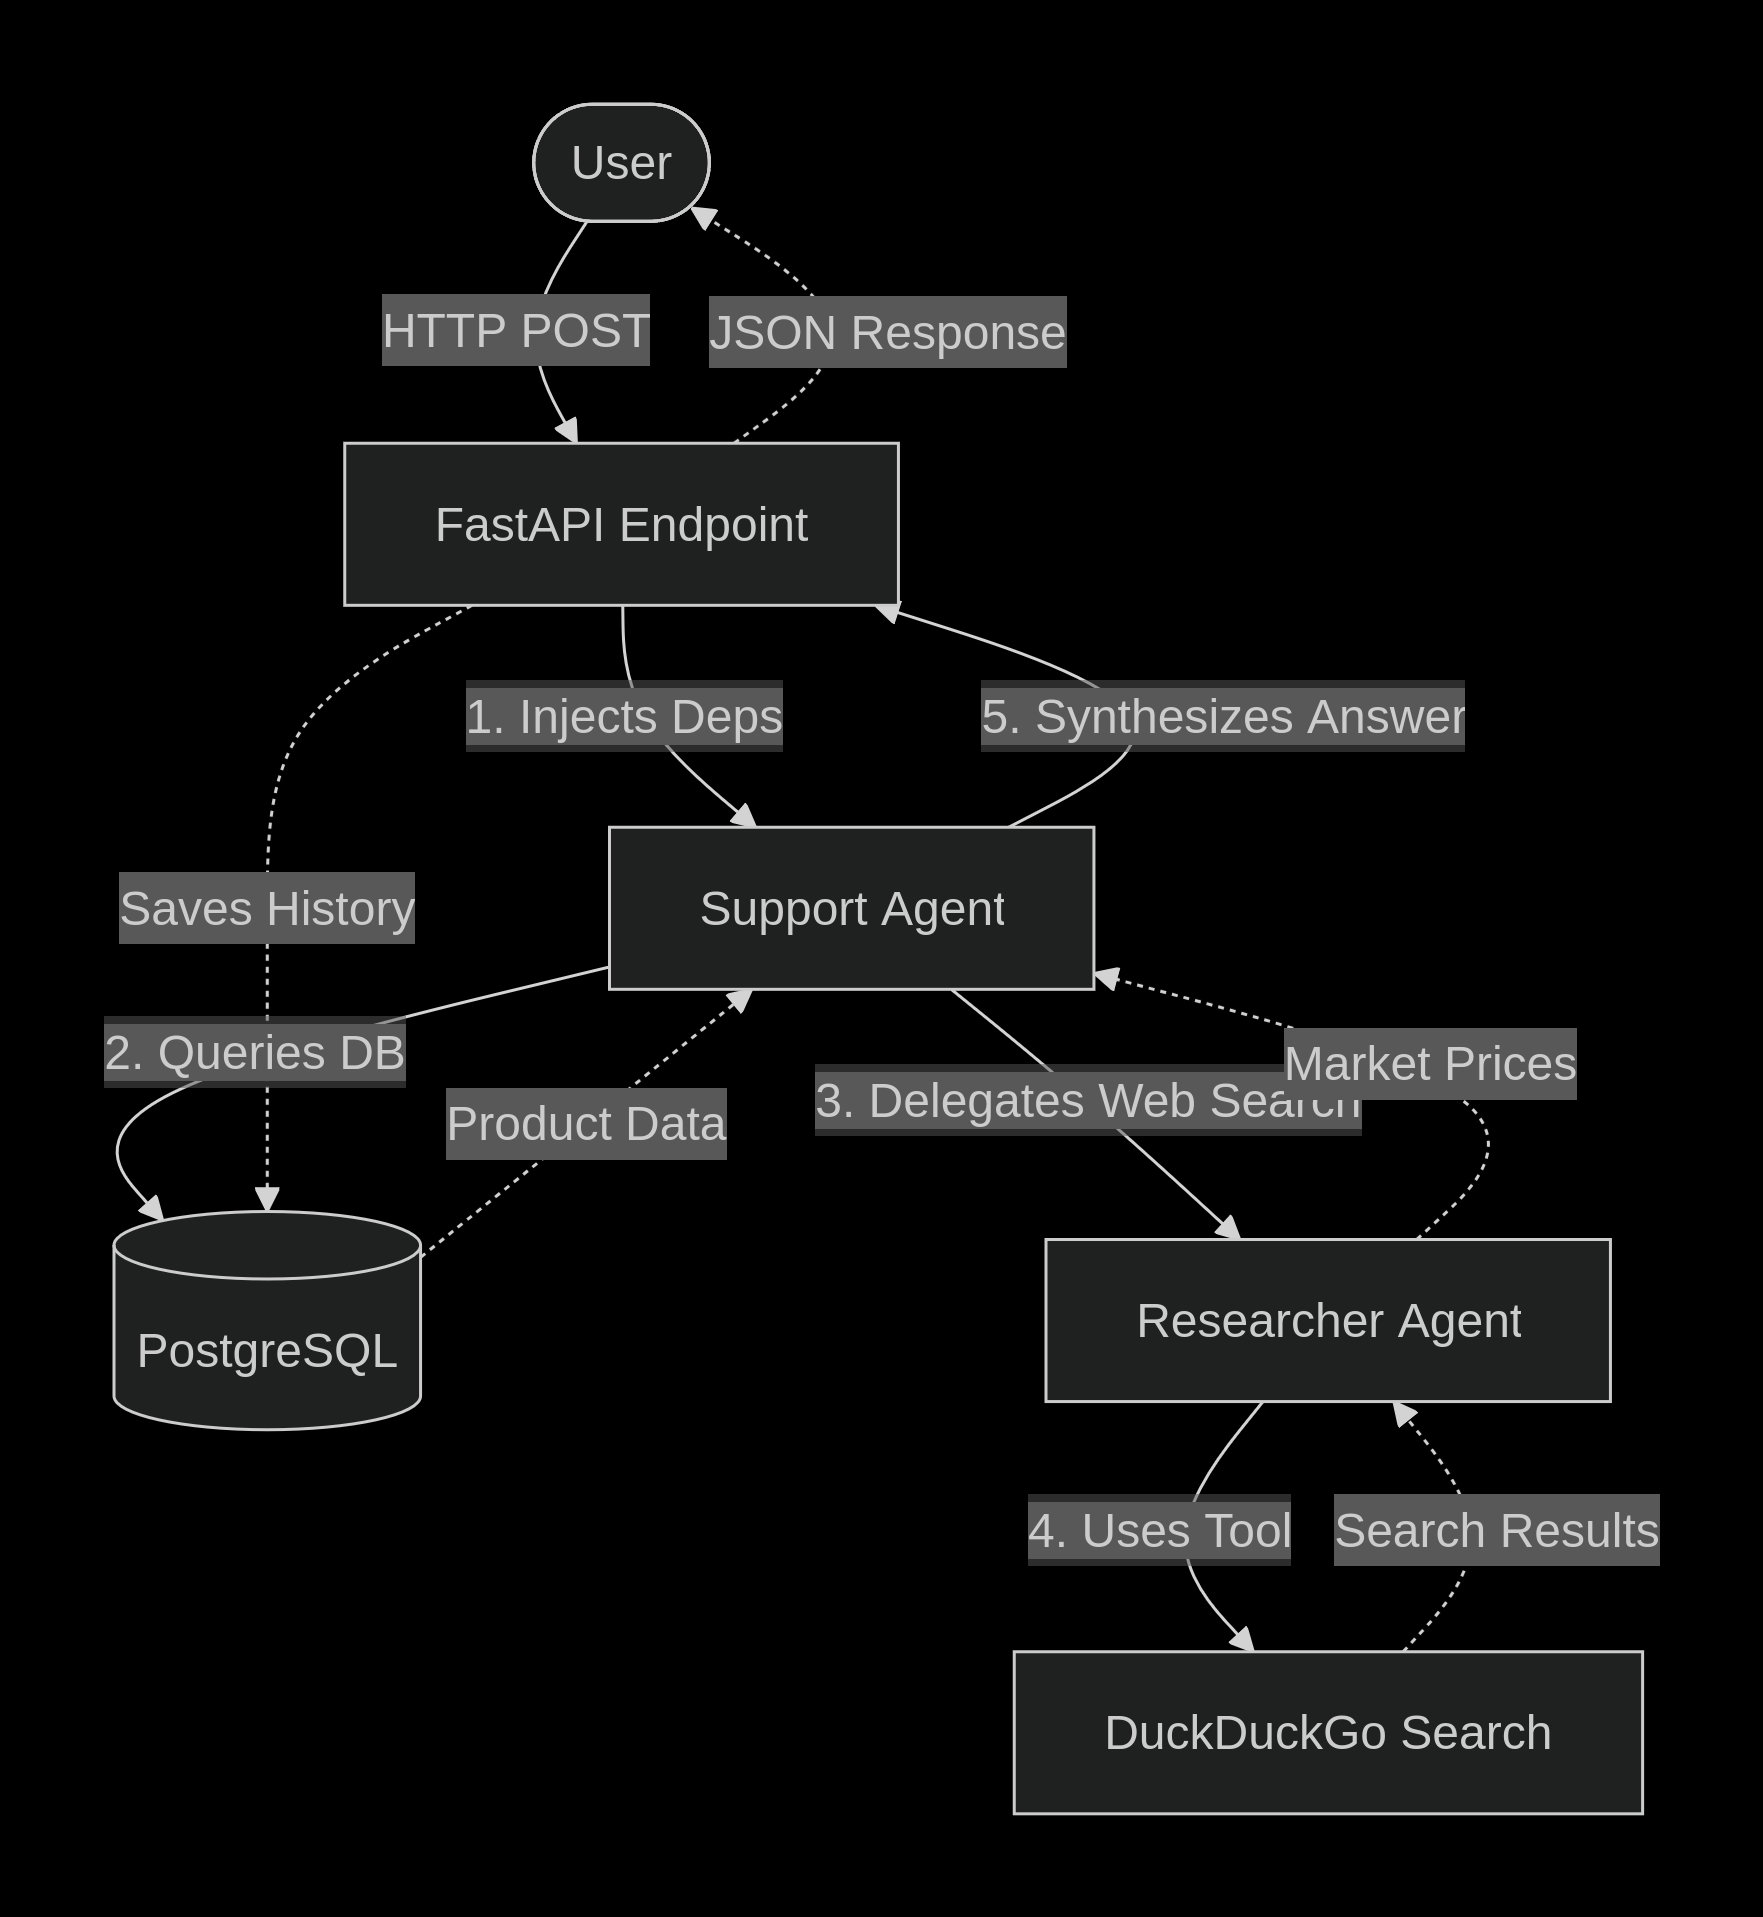 User
HTTP POST
JSON Response
FastAPI Endpoint
1. Injects Deps
5. Synthesizes Answer
Support Agent
Saves History
2. Queries DB
Product Data
3. Delegates Web Search
Market Prices
PostgreSQL
Researcher Agent
4. Uses Tool
Search Results
DuckDuckGo Search